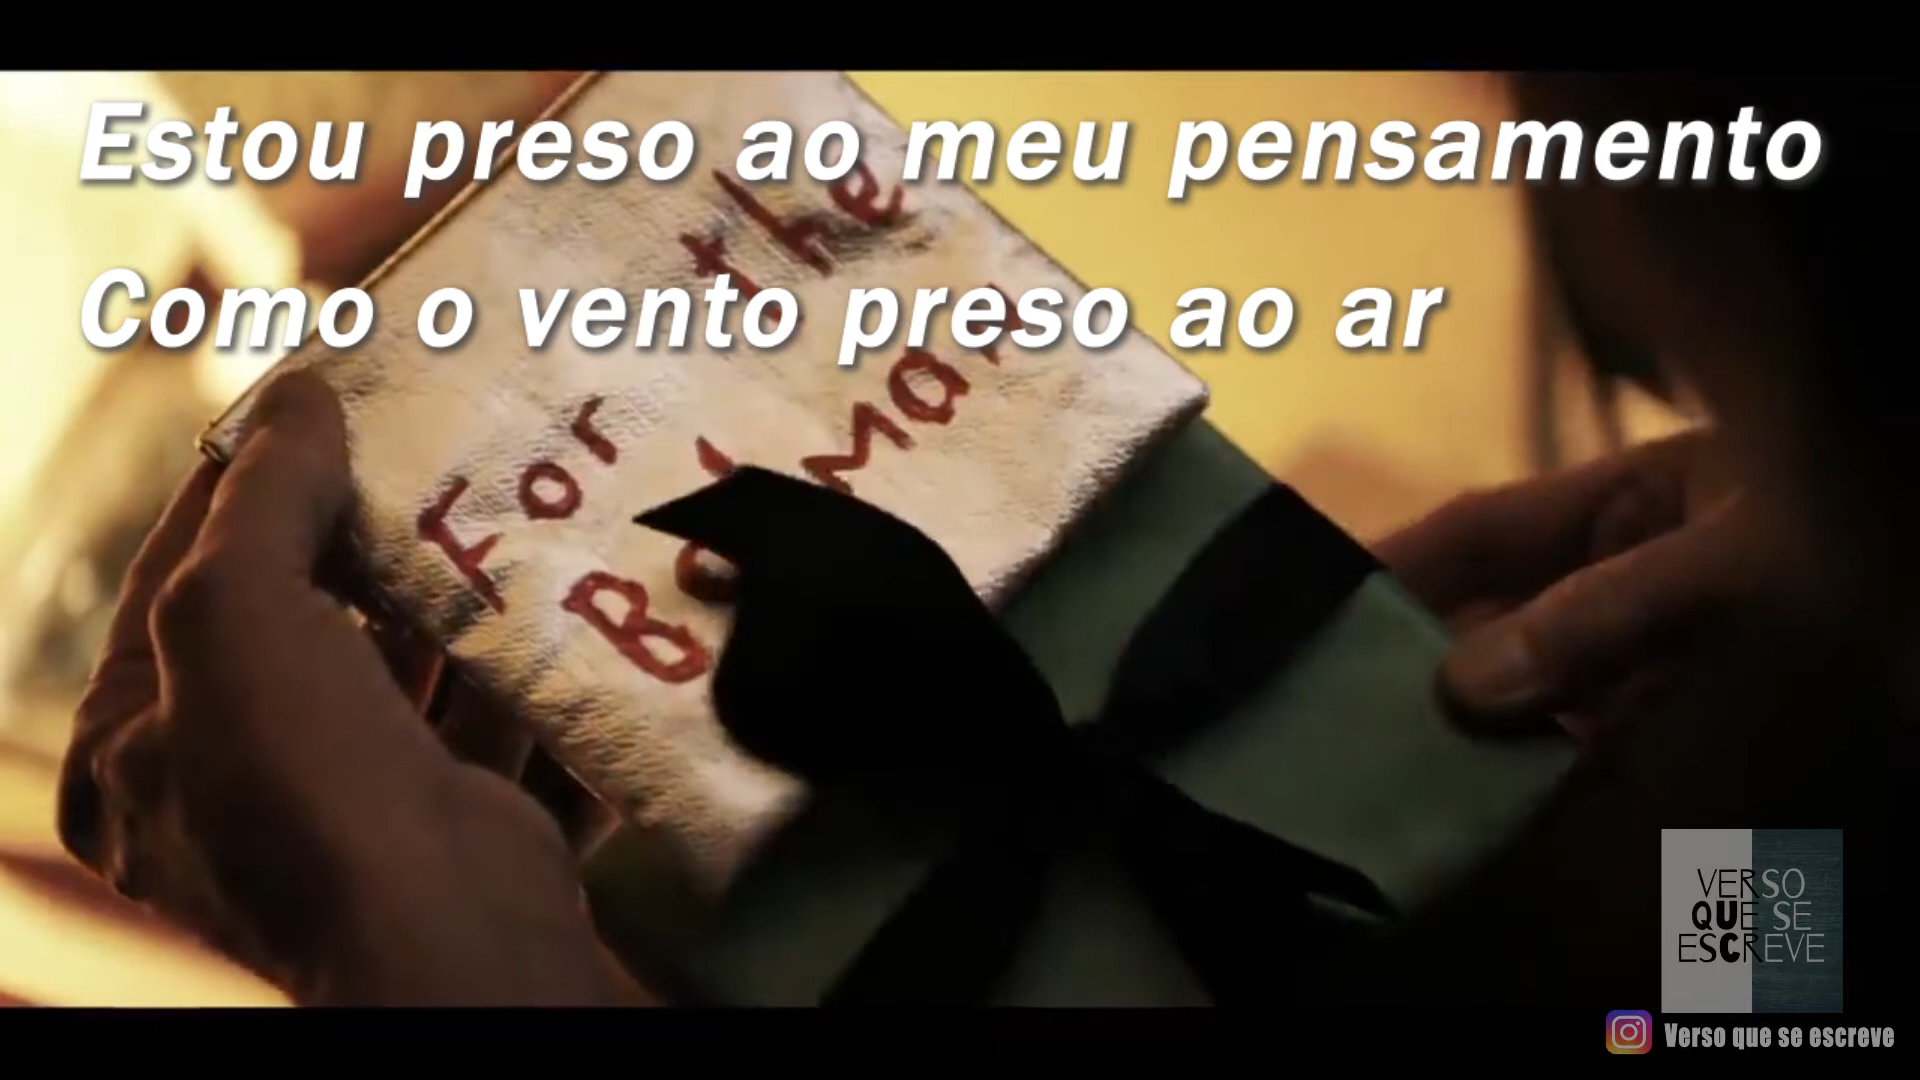 Estou preso ao meu pensamento
Como o vento preso ao ar
For the
Man
VERSO
QUE SE
ESCREVE
Verso que se escreve